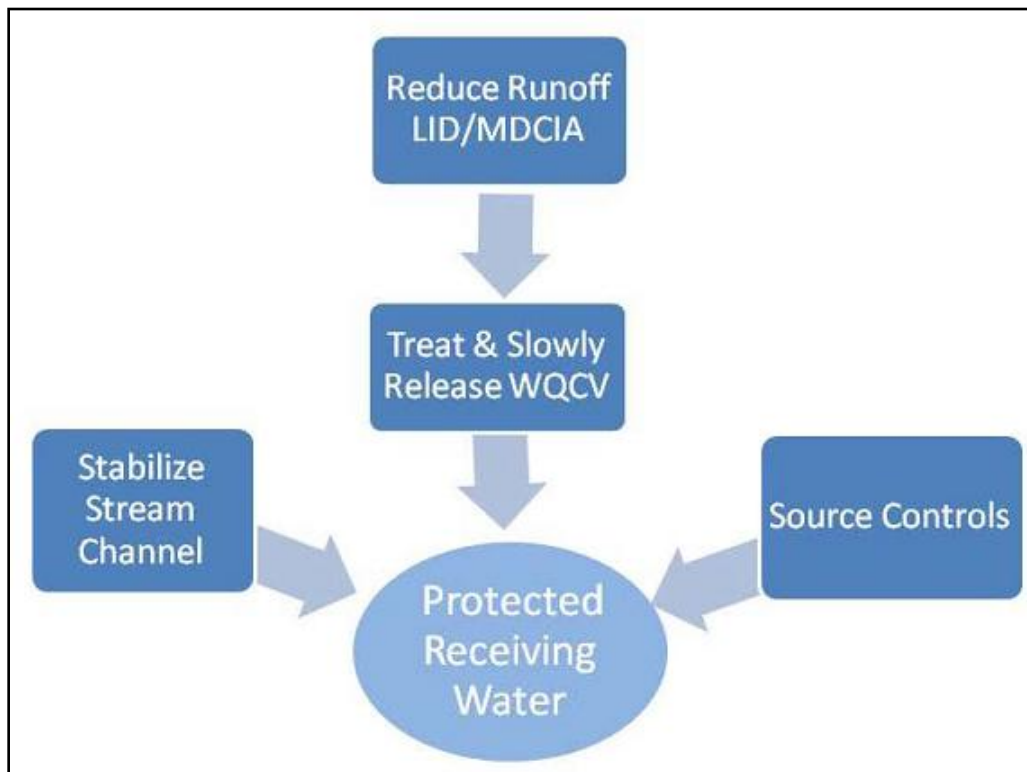 Reduce Runoff
LID/MDCIA
Treat & Slowly
Release WQCV
Stabilize
Stream
Channel
Source Controls
Protected
Receiving
Water